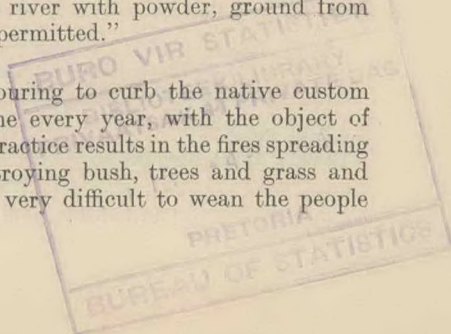 river with powder, ground from
permitted.”
ouring to curb the native custom
ne every year, with the object of
ractice results in the fires spreading
roying bush, trees and grass and
very difficult to wean the people
BURO VIR STATISTIEK
PRETORIA
BUREAU OF STATISTICS